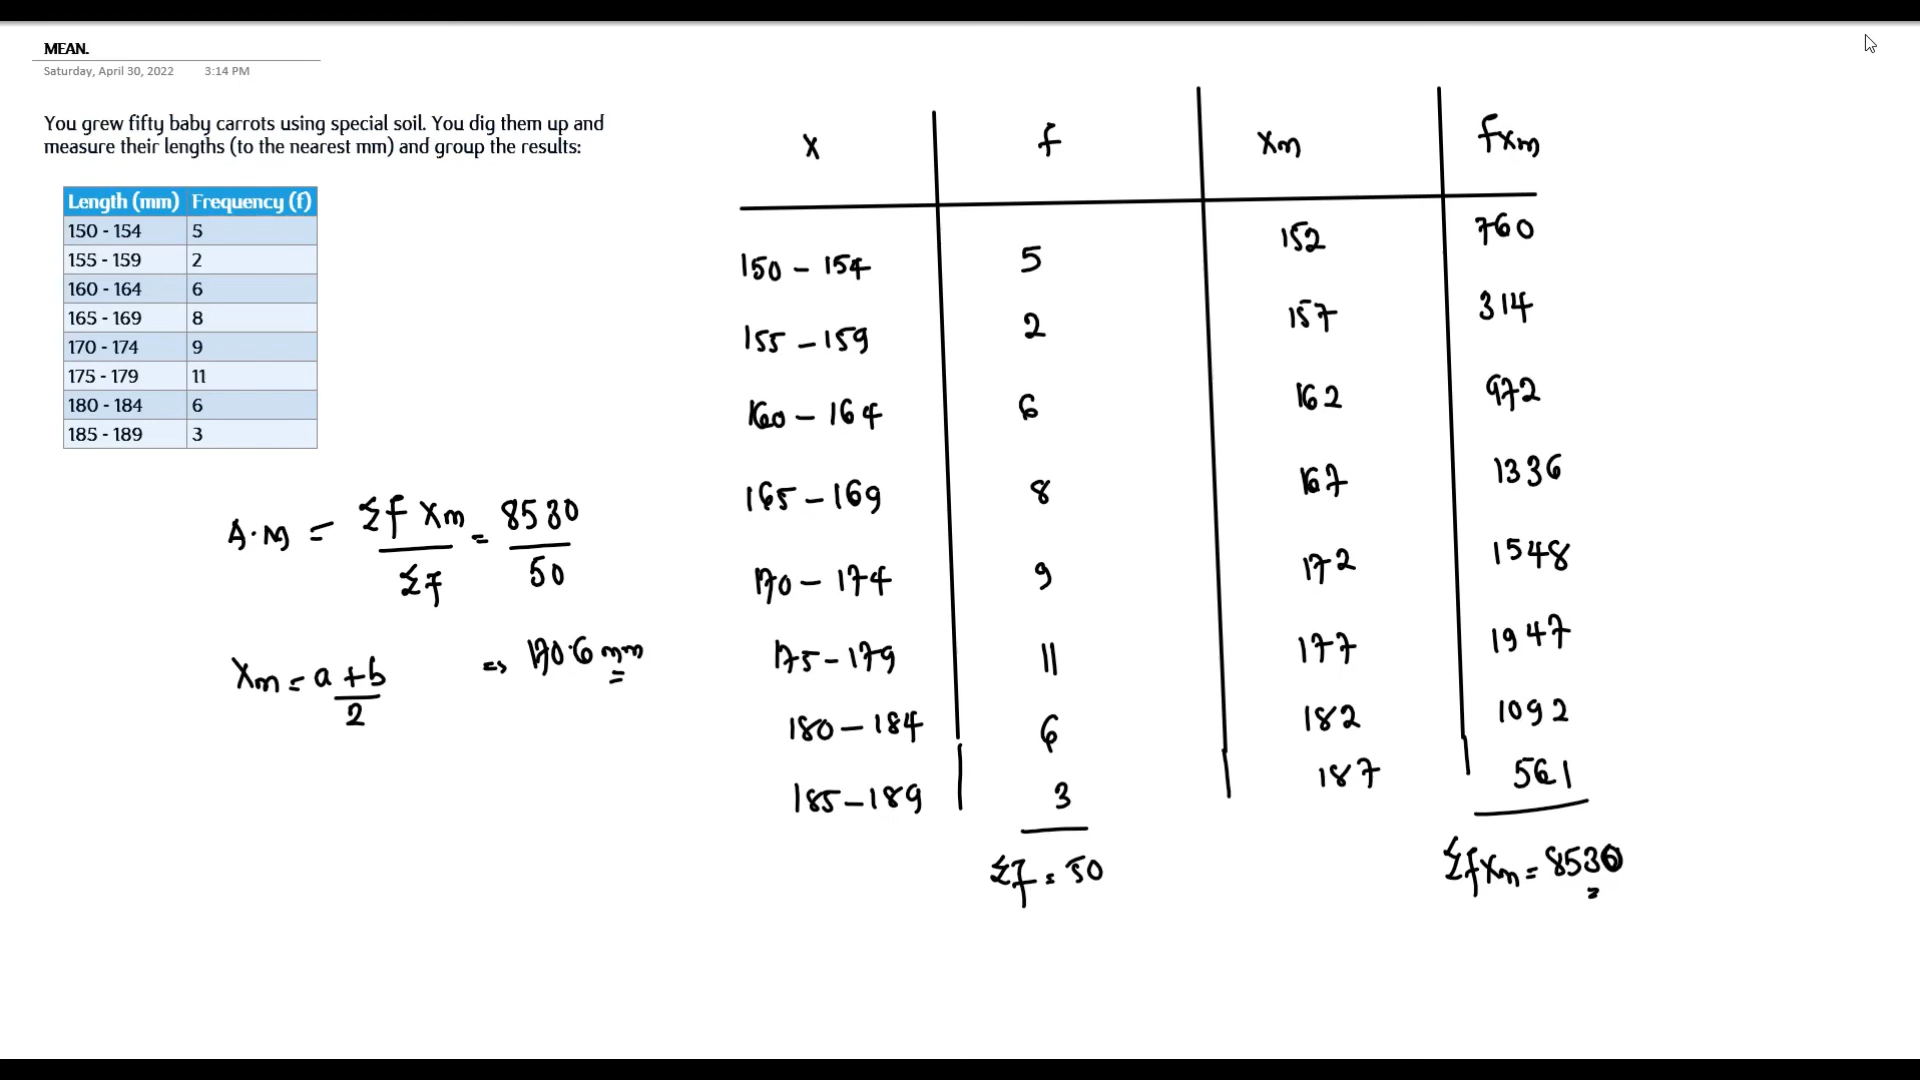 MEAN.
Saturday, April 30, 2022 3:14 PM
You grew fifty baby carrots using special soil. You dig them up and
measure their lengths (to the nearest mm) and group the results:
Length (mm) Frequency (f)
150 - 154 5
155 - 159 2
160 - 164 6
165 - 169 8
170 - 174 9
175 - 179 11
180 - 184 6
185 - 189 3
A.M = Σf Xm / Σf = 8530 / 50
Xm = a + b / 2
=> 170.6 mm
X f Xm fXm
150 - 154 5 152 760
155 - 159 2 157 314
160 - 164 6 162 972
165 - 169 8 167 1336
170 - 174 9 172 1548
175 - 179 11 177 1947
180 - 184 6 182 1092
185 - 189 3 187 561
Σf = 50 ΣfXm = 8530